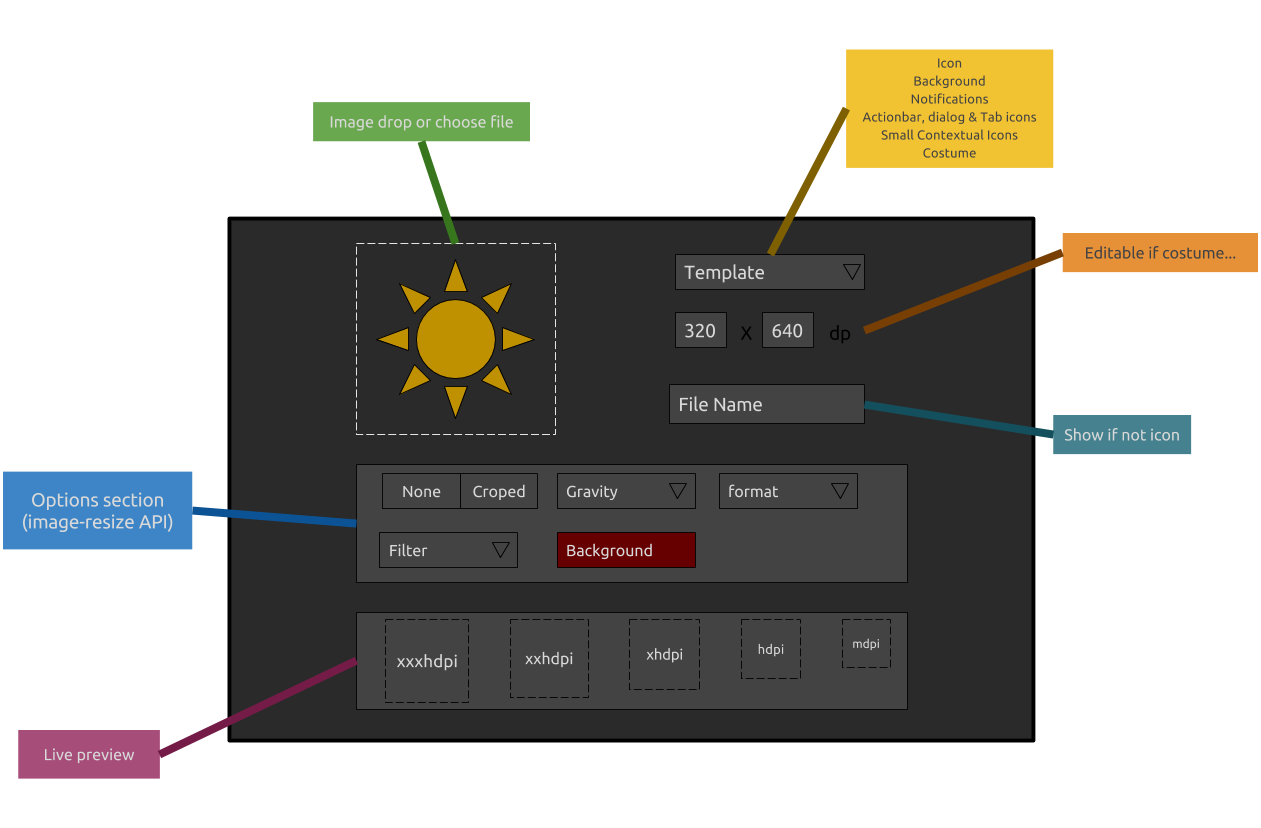 Icon
Background
Notifications
Actionbar, dialog & Tab icons
Small Contextual Icons
Costume
Image drop or choose file
Editable if costume...
Template
320 X 640 dp
File Name
Show if not icon
Options section
(image-resize API)
None Croped Gravity format
Filter Background
xxxhdpi xxhdpi xhdpi hdpi mdpi
Live preview